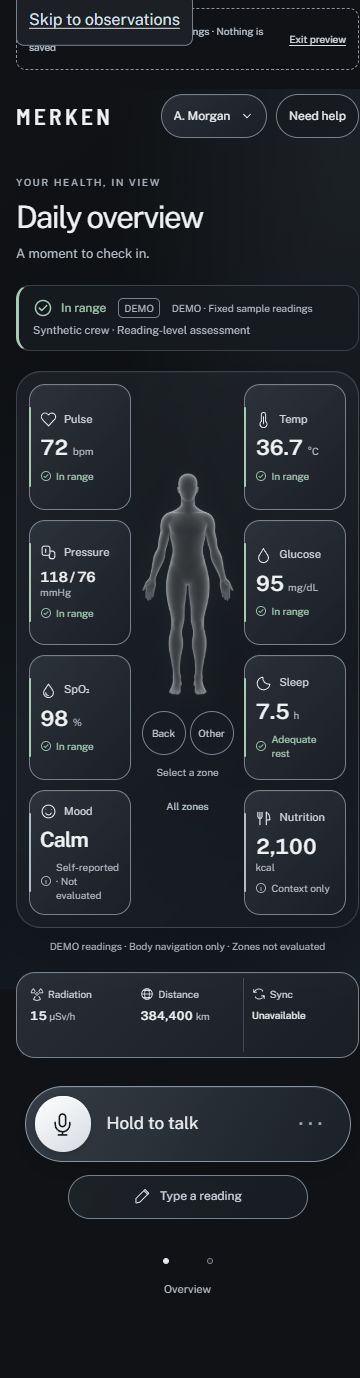 Skip to observations
ngs · Nothing is
saved
Exit preview
MERKEN
A. Morgan
Need help
YOUR HEALTH, IN VIEW
Daily overview
A moment to check in.
In range DEMO DEMO · Fixed sample readings
Synthetic crew · Reading-level assessment
Pulse
72 bpm
In range
Temp
36.7 °C
In range
Pressure
118/76
mmHg
In range
Glucose
95 mg/dL
In range
SpO₂
98 %
In range
Sleep
7.5 h
Adequate
rest
Back
Other
Select a zone
All zones
Mood
Calm
Self-reported
· Not
evaluated
Nutrition
2,100
kcal
Context only
DEMO readings · Body navigation only · Zones not evaluated
Radiation
15 µSv/h
Distance
384,400 km
Sync
Unavailable
Hold to talk
Type a reading
Overview